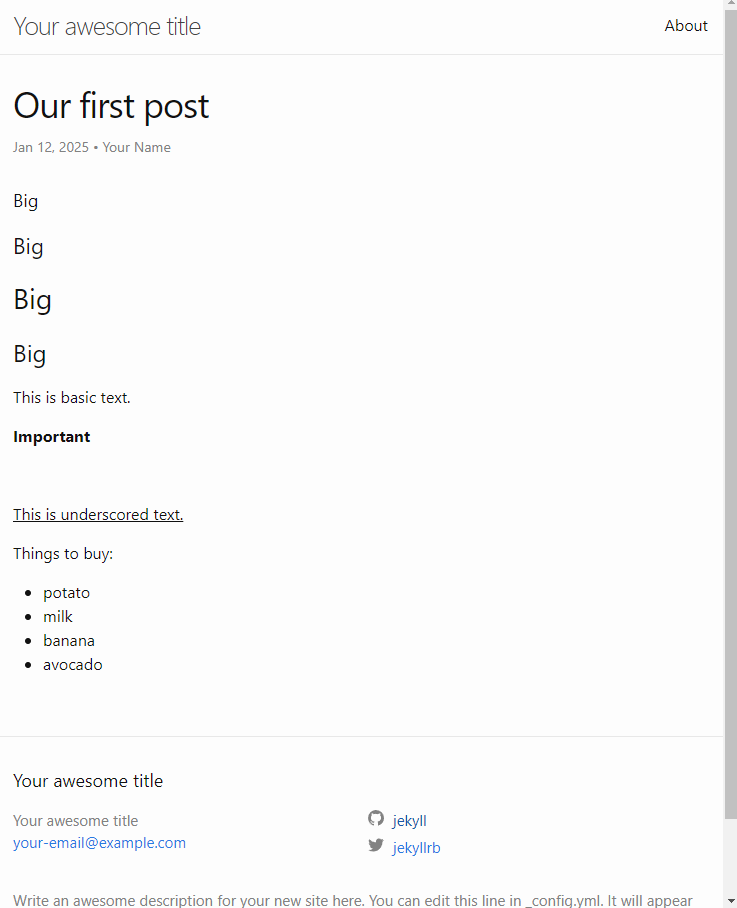 Your awesome title
About
Our first post
Jan 12, 2025 • Your Name
Big
Big
Big
Big
This is basic text.
Important
This is underscored text.
Things to buy:
• potato
• milk
• banana
• avocado
Your awesome title
Your awesome title
your-email@example.com
jekyll
jekyllrb
Write an awesome description for your new site here. You can edit this line in _config.yml. It will appear